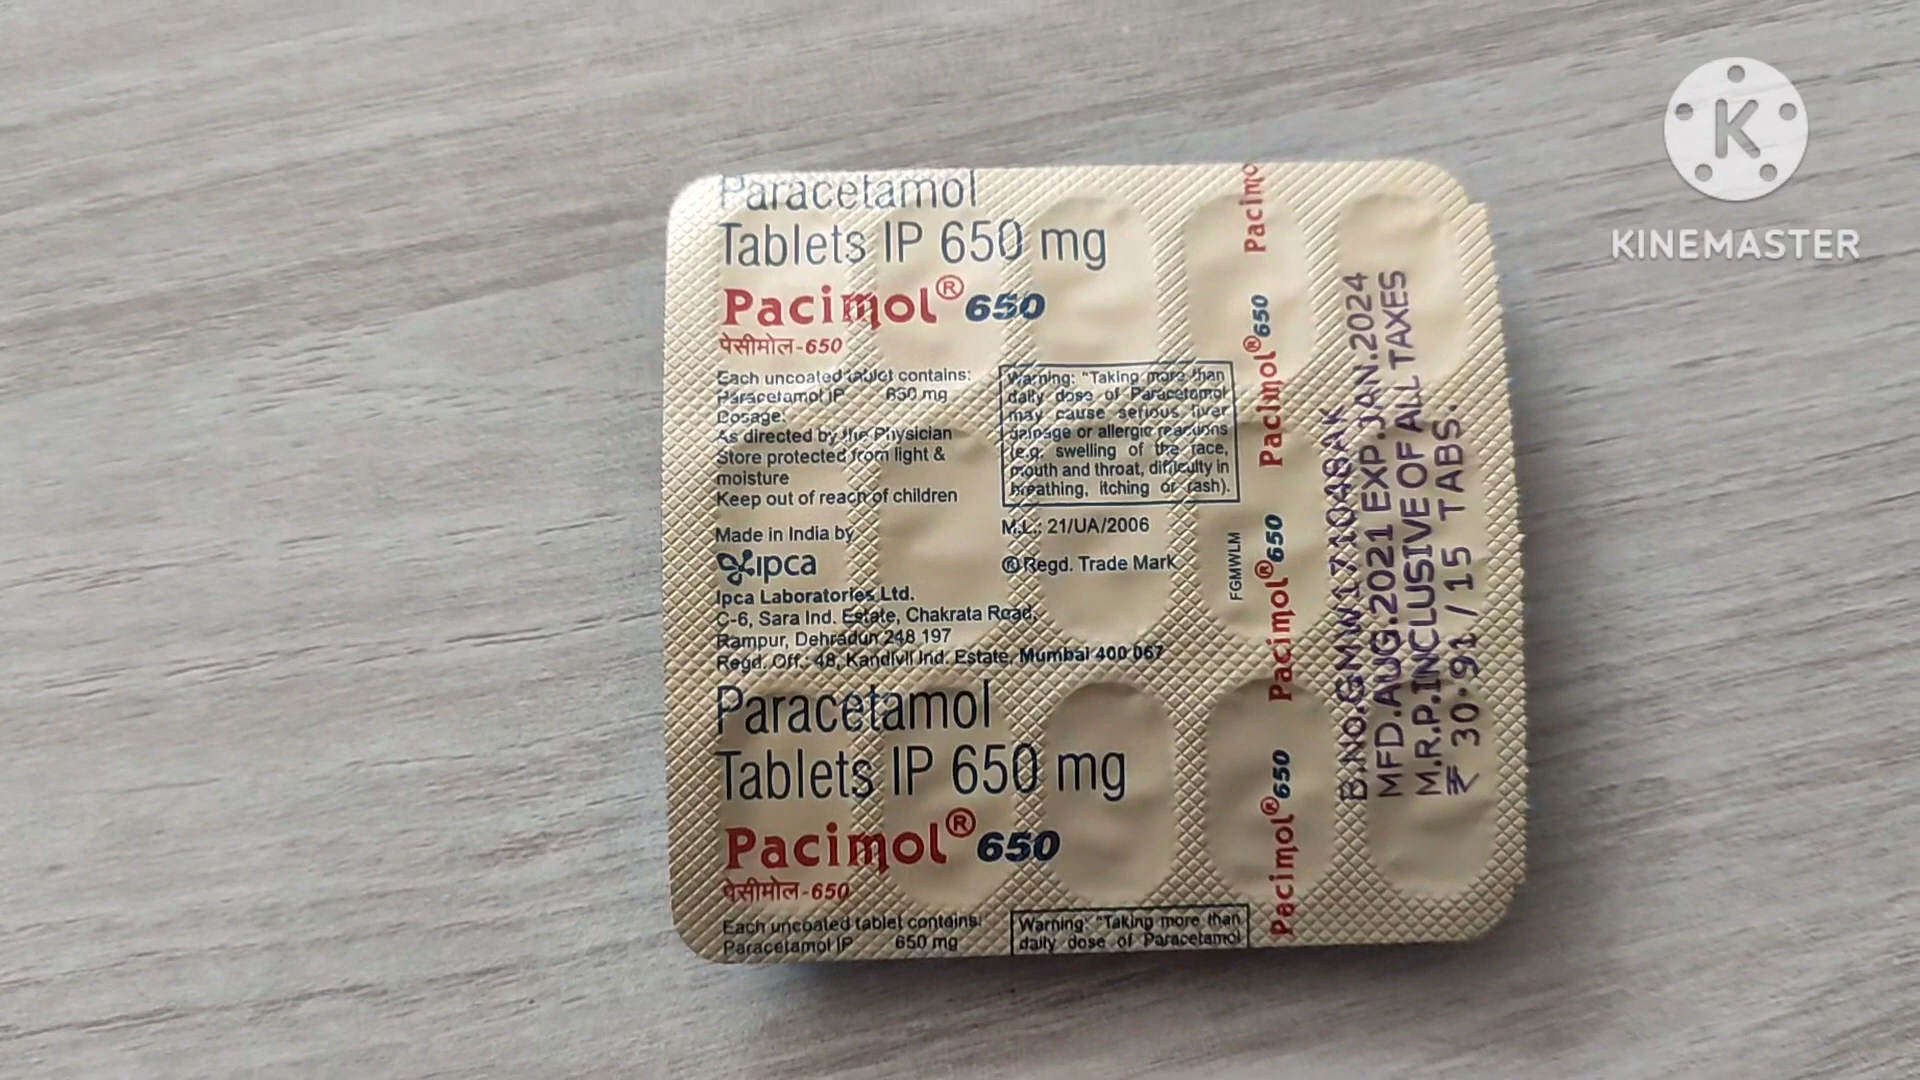 Paracetamol
Tablets IP 650 mg
Pacimol® 650
पेसीमोल-650
Each uncoated tablet contains:
Paracetamol IP 650 mg
Dosage:
As directed by the Physician
Store protected from light &
moisture
Keep out of reach of children
Warning: "Taking more than
daily dose of Paracetamol
may cause serious liver
damage or allergic reactions
(e.g. swelling of the face,
mouth and throat, difficulty in
breathing, itching or rash).
Made in India by
ipca
Ipca Laboratories Ltd.
C-6, Sara Ind. Estate, Chakrata Road,
Rampur, Dehradun 248 197
Regd. Off.: 48, Kandivli Ind. Estate, Mumbai 400 067
M.L.: 21/UA/2006
® Regd. Trade Mark
FGMWLM
Paracetamol
Tablets IP 650 mg
Pacimol® 650
पेसीमोल-650
Each uncoated tablet contains:
Paracetamol IP 650 mg
Warning: "Taking more than
daily dose of Paracetamol
Pacimol®650
Pacimol®650
Pacimol®650
Pacimo
B.NO.GMW171048AK
MFD.AUG.2021 EXP.JAN.2024
M.R.P.INCLUSIVE OF ALL TAXES
₹ 30.91 / 15 TABS.
K
KINEMASTER